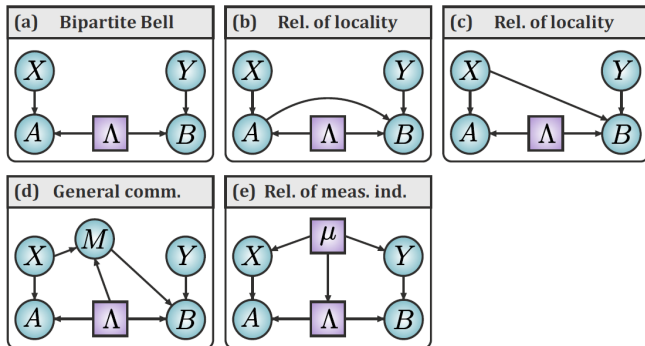 (a) Bipartite Bell
X Y
A Λ B
(b) Rel. of locality
X Y
A Λ B
(c) Rel. of locality
X Y
A Λ B
(d) General comm.
X M Y
A Λ B
(e) Rel. of meas. ind.
X μ Y
A Λ B